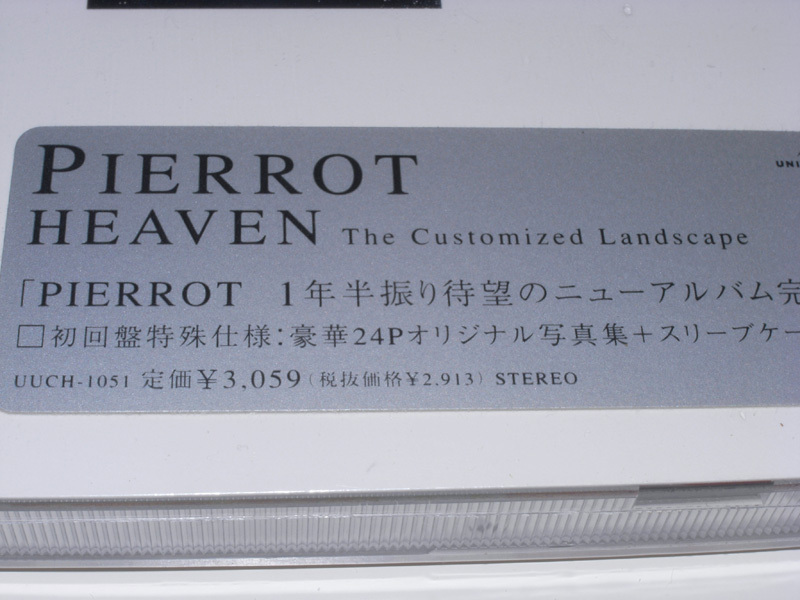 PIERROT
UNI
HEAVEN The Customized Landscape
「PIERROT 1年半振り待望のニューアルバム完
□初回盤特殊仕様:豪華24Pオリジナル写真集+スリーブケー
UUCH-1051 定価¥3,059(税抜価格¥2,913) STEREO